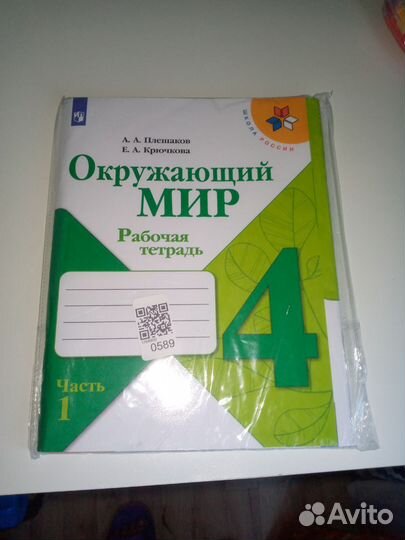 ШКОЛА РОССИИ
А. А. Плешаков
Е. А. Крючкова
Окружающий
МИР
Рабочая
тетрадь
4
0589
Часть
1
Avito